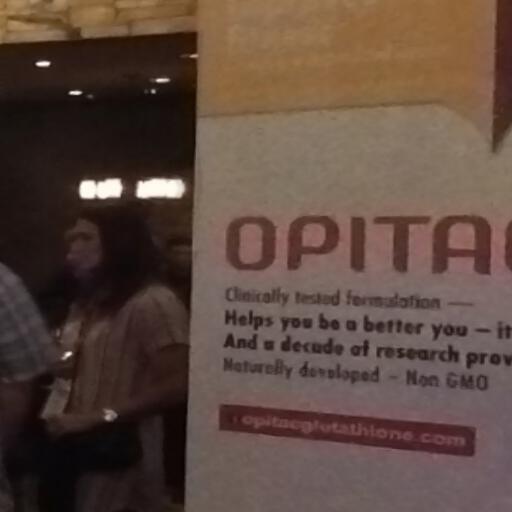 OPITAC
Clinically tested formulation —
Helps you be a better you – it
And a decade of research prov
Naturally developed – Non GMO
opitacglutathione.com